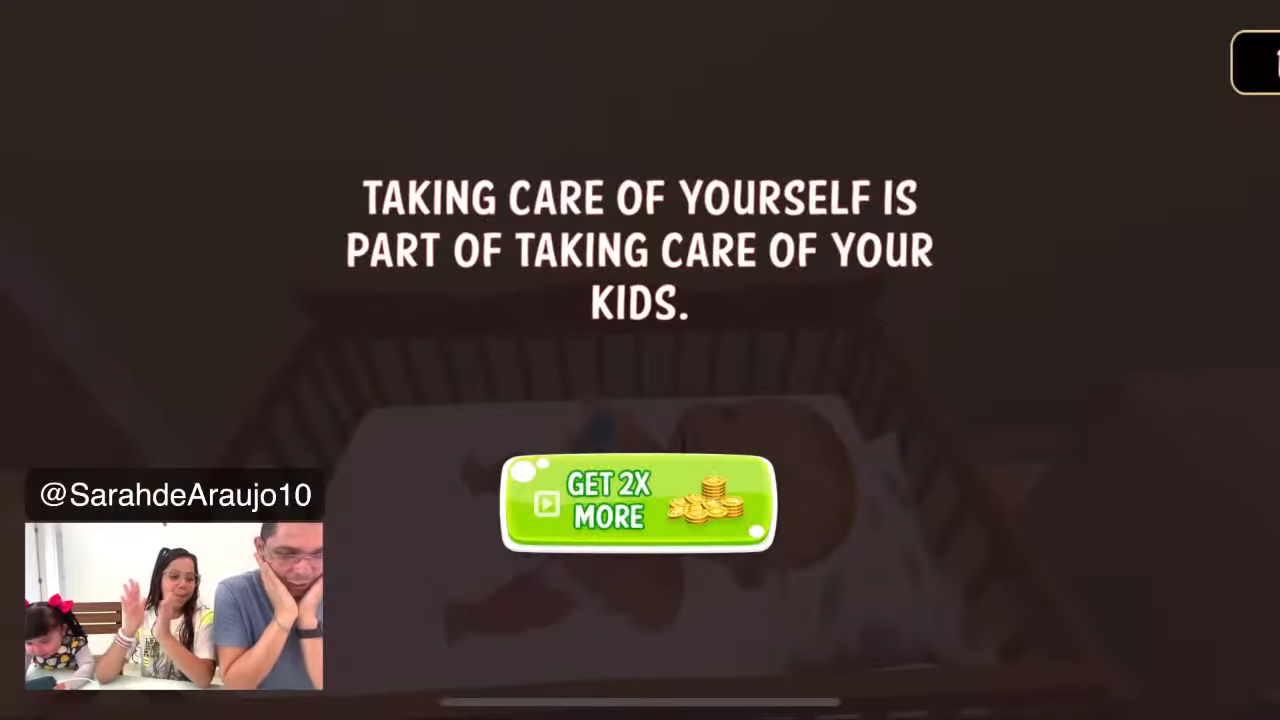 TAKING CARE OF YOURSELF IS
PART OF TAKING CARE OF YOUR
KIDS.
GET 2X
MORE
@SarahdeAraujo10